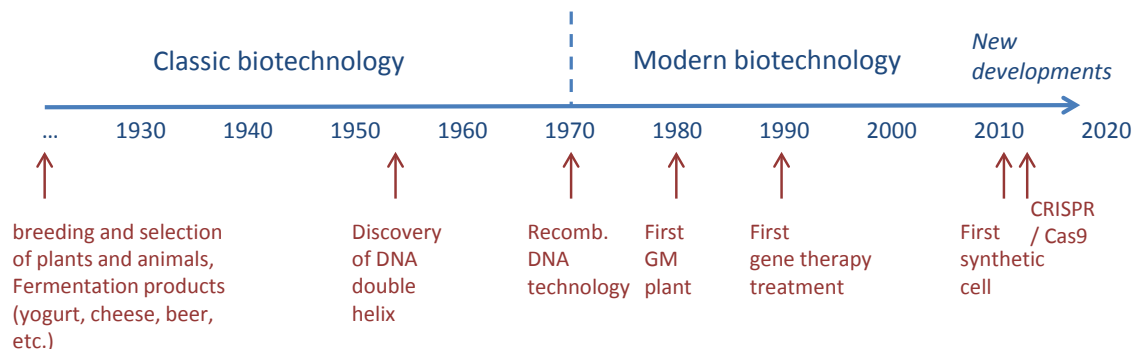 Classic biotechnology
Modern biotechnology
New
developments
... 1930 1940 1950 1960 1970 1980 1990 2000 2010 2020
breeding and selection
of plants and animals,
Fermentation products
(yogurt, cheese, beer,
etc.)
Discovery
of DNA
double
helix
Recomb.
DNA
technology
First
GM
plant
First
gene therapy
treatment
First
synthetic
cell
CRISPR
/ Cas9